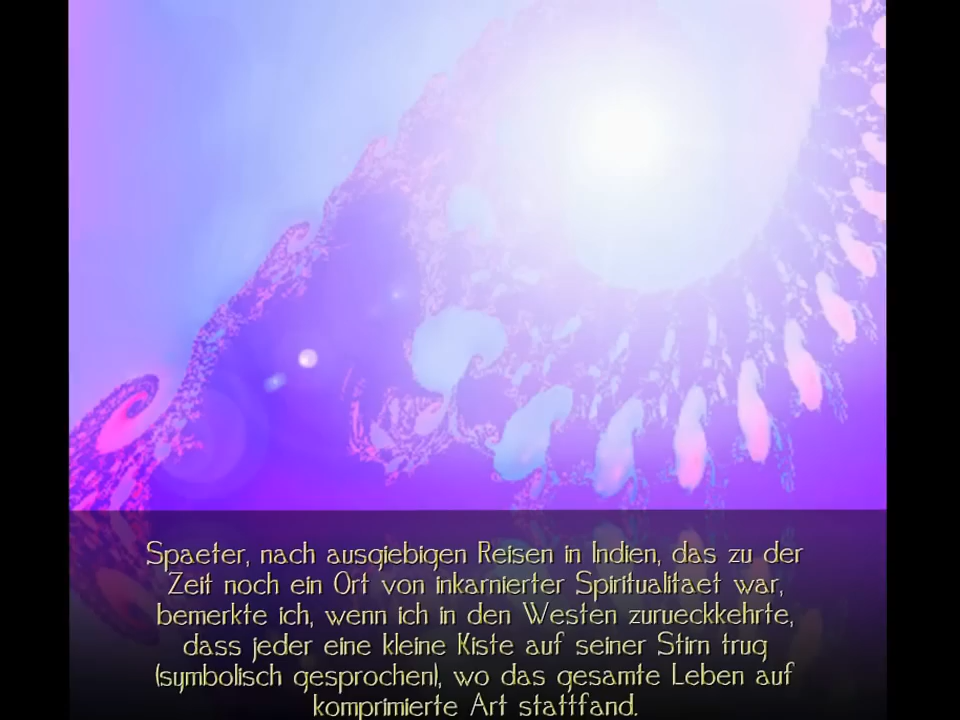 Spaeter, nach ausgiebigen Reisen in Indien, das zu der
Zeit noch ein Ort von inkarnierter Spiritualitaet war,
bemerkte ich, wenn ich in den Westen zurueckkehrte,
dass jeder eine kleine Kiste auf seiner Stirn trug
(symbolisch gesprochen), wo das gesamte Leben auf
komprimierte Art stattfand.